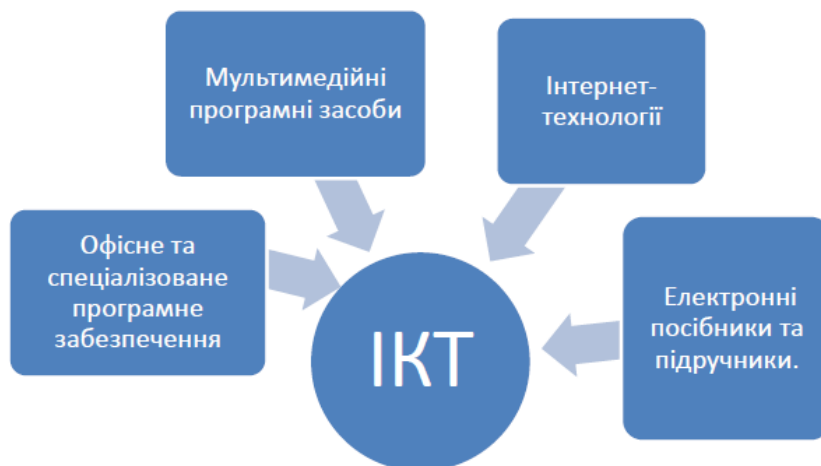 Мультимедійні
програмні засоби
Інтернет-
технології
Офісне та
спеціалізоване
програмне
забезпечення
Електронні
посібники та
підручники.
ІКТ